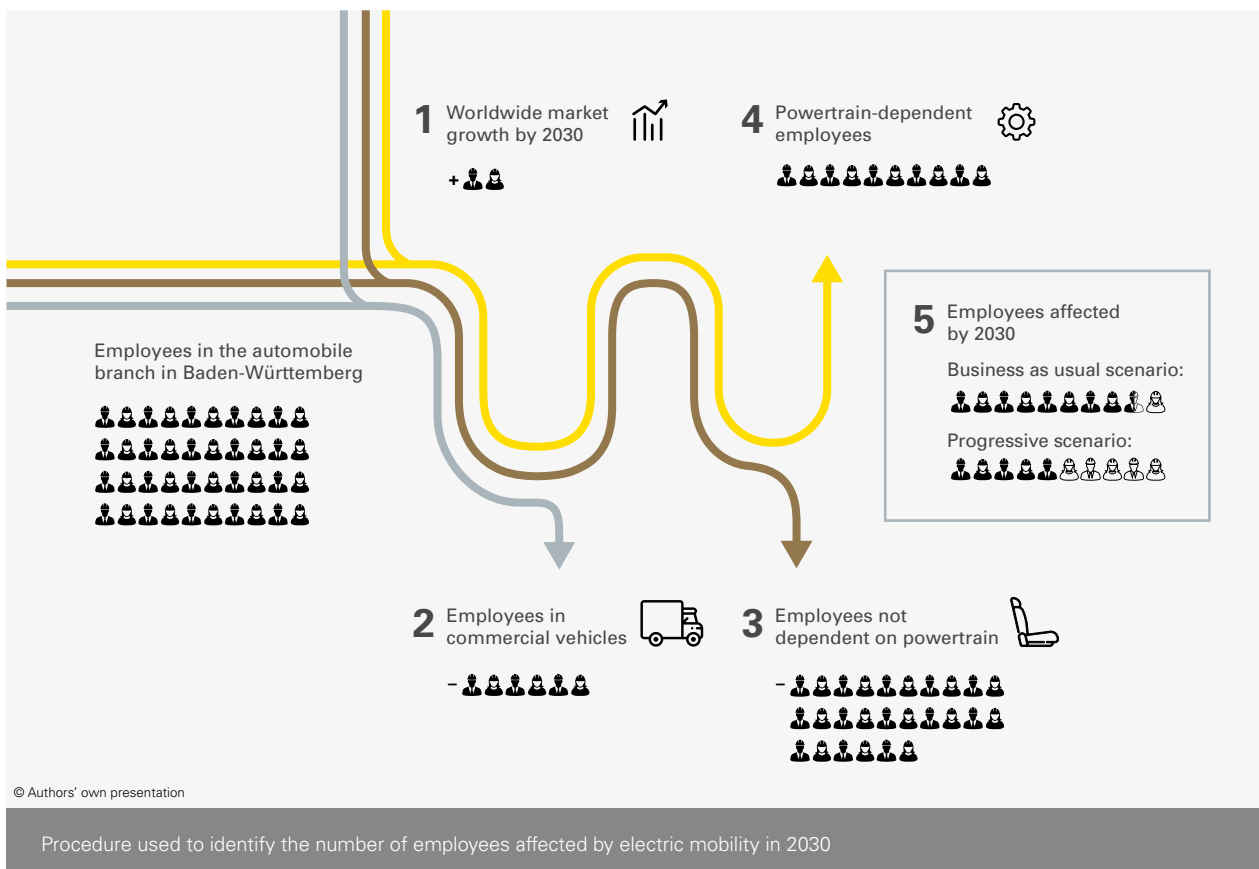 1 Worldwide market
growth by 2030
+
4 Powertrain-dependent
employees
5 Employees affected
by 2030
Business as usual scenario:
Progressive scenario:
Employees in the automobile
branch in Baden-Württemberg
2 Employees in
commercial vehicles
–
3 Employees not
dependent on powertrain
–
© Authors' own presentation
Procedure used to identify the number of employees affected by electric mobility in 2030